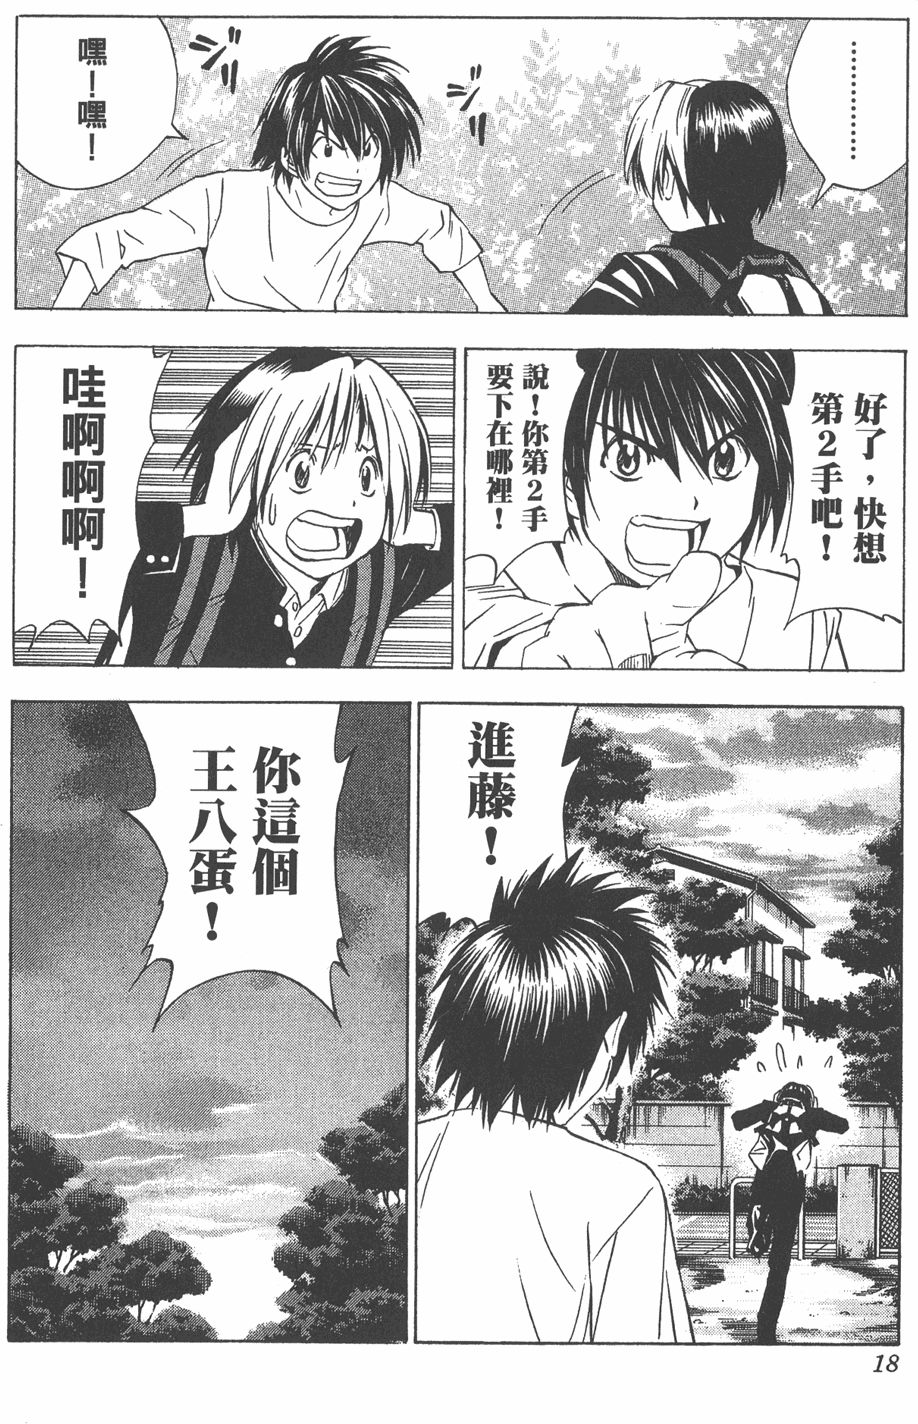 …………
嘿！嘿！
好了，快想
第2手吧！
說！你第2手
要下在哪裡！
哇啊啊啊！
進藤！
你這個
王八蛋！
18